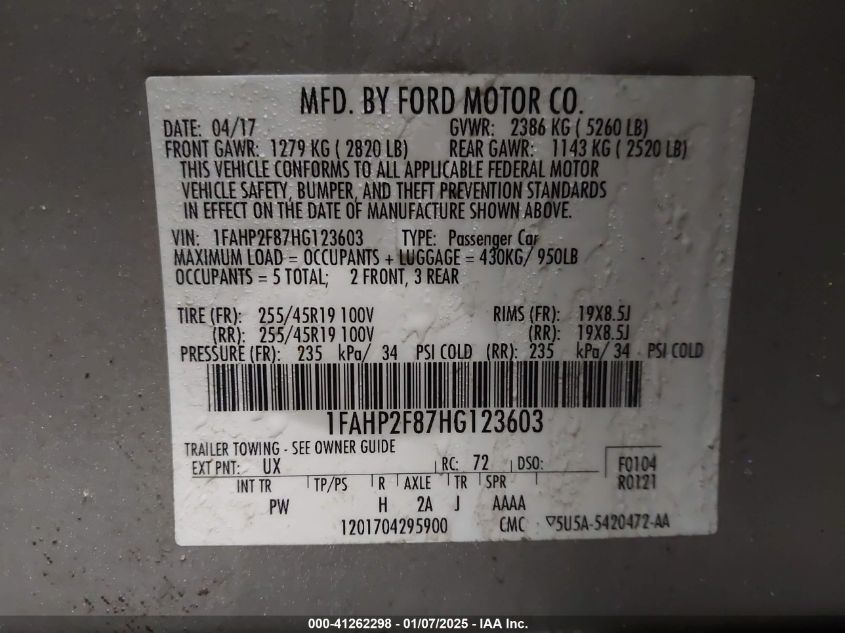 MFD. BY FORD MOTOR CO.
DATE: 04/17 GVWR: 2386 KG ( 5260 LB)
FRONT GAWR: 1279 KG ( 2820 LB) REAR GAWR: 1143 KG ( 2520 LB)
THIS VEHICLE CONFORMS TO ALL APPLICABLE FEDERAL MOTOR
VEHICLE SAFETY, BUMPER, AND THEFT PREVENTION STANDARDS
IN EFFECT ON THE DATE OF MANUFACTURE SHOWN ABOVE.
VIN: 1FAHP2F87HG123603 TYPE: Passenger Car
MAXIMUM LOAD = OCCUPANTS + LUGGAGE = 430KG/ 950LB
OCCUPANTS = 5 TOTAL; 2 FRONT, 3 REAR
TIRE (FR): 255/45R19 100V RIMS (FR): 19X8.5J
(RR): 255/45R19 100V (RR): 19X8.5J
PRESSURE (FR): 235 kPa/ 34 PSI COLD (RR): 235 kPa/ 34 PSI COLD
1FAHP2F87HG123603
TRAILER TOWING - SEE OWNER GUIDE
EXT PNT: UX RC: 72 DSO: F0104
INT TR TP/PS R AXLE TR SPR R0121
PW H 2A J AAAA
1201704295900 CMC ▽5U5A-5420472-AA
000-41262298 - 01/07/2025 - IAA Inc.